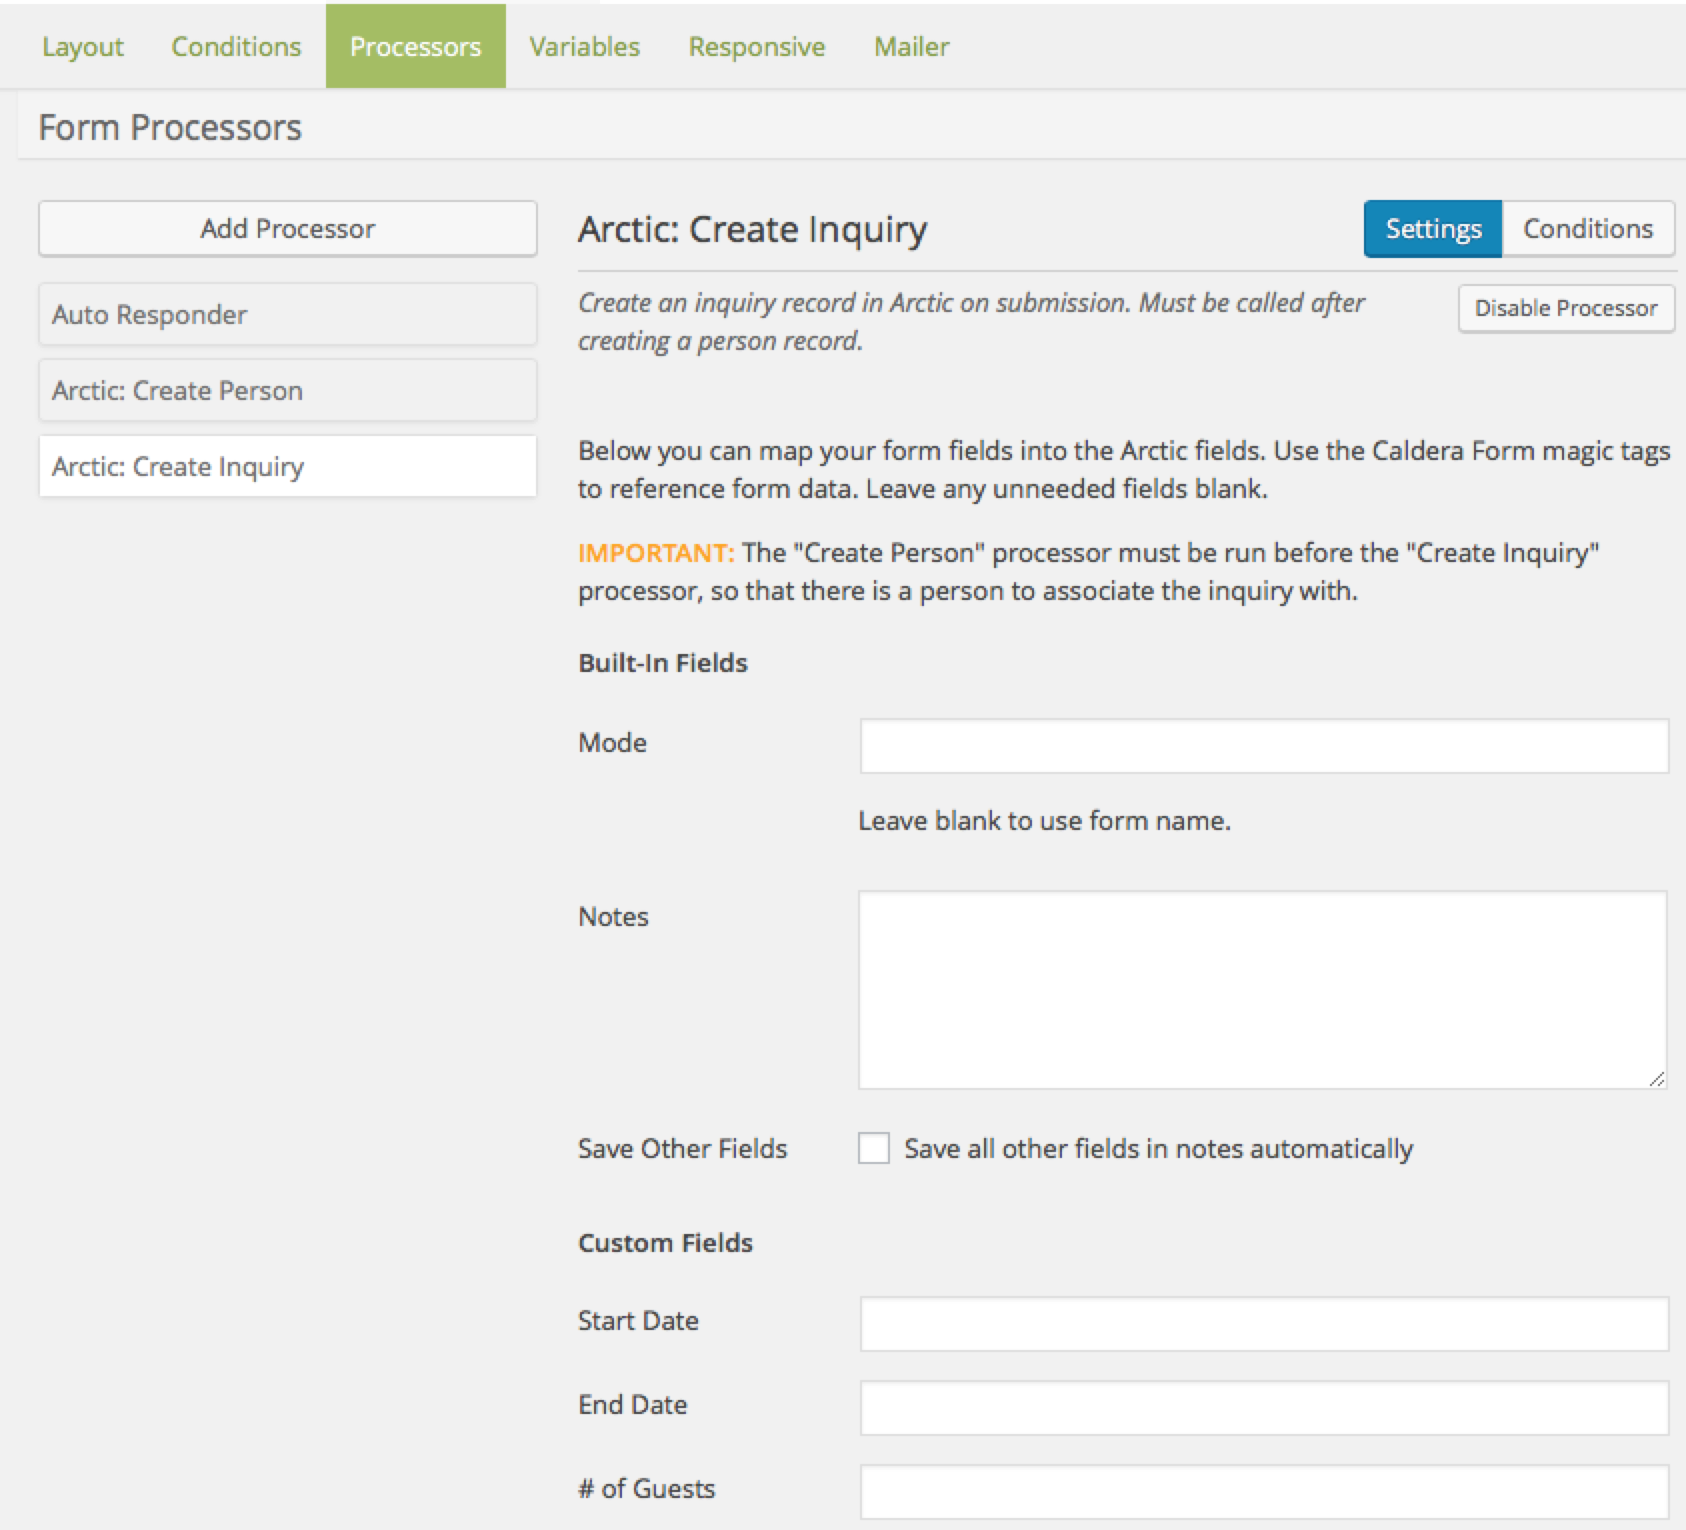 Layout Conditions Processors Variables Responsive Mailer
Form Processors
Add Processor
Auto Responder
Arctic: Create Person
Arctic: Create Inquiry
Arctic: Create Inquiry
Settings Conditions
Create an inquiry record in Arctic on submission. Must be called after
creating a person record.
Disable Processor
Below you can map your form fields into the Arctic fields. Use the Caldera Form magic tags
to reference form data. Leave any unneeded fields blank.
IMPORTANT: The "Create Person" processor must be run before the "Create Inquiry"
processor, so that there is a person to associate the inquiry with.
Built-In Fields
Mode
Leave blank to use form name.
Notes
Save Other Fields Save all other fields in notes automatically
Custom Fields
Start Date
End Date
# of Guests